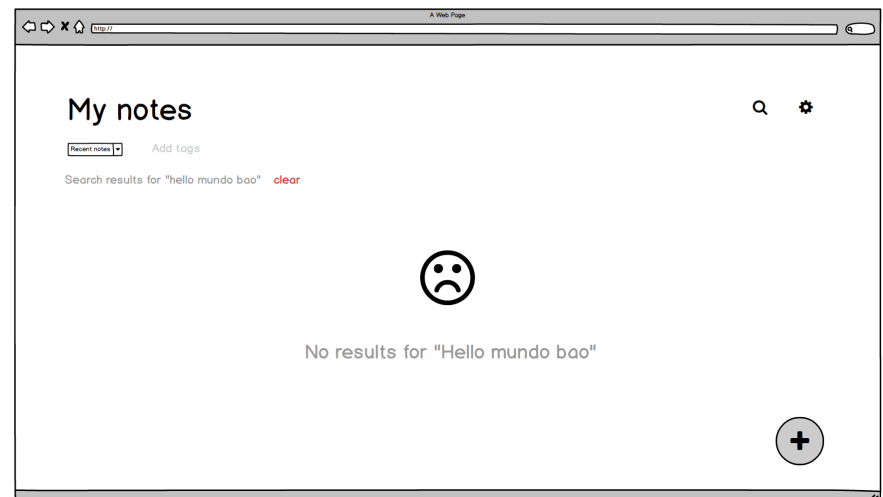 A Web Page
http://
My notes
Recent notes
Add tags
Search results for "hello mundo bao" clear
No results for "Hello mundo bao"